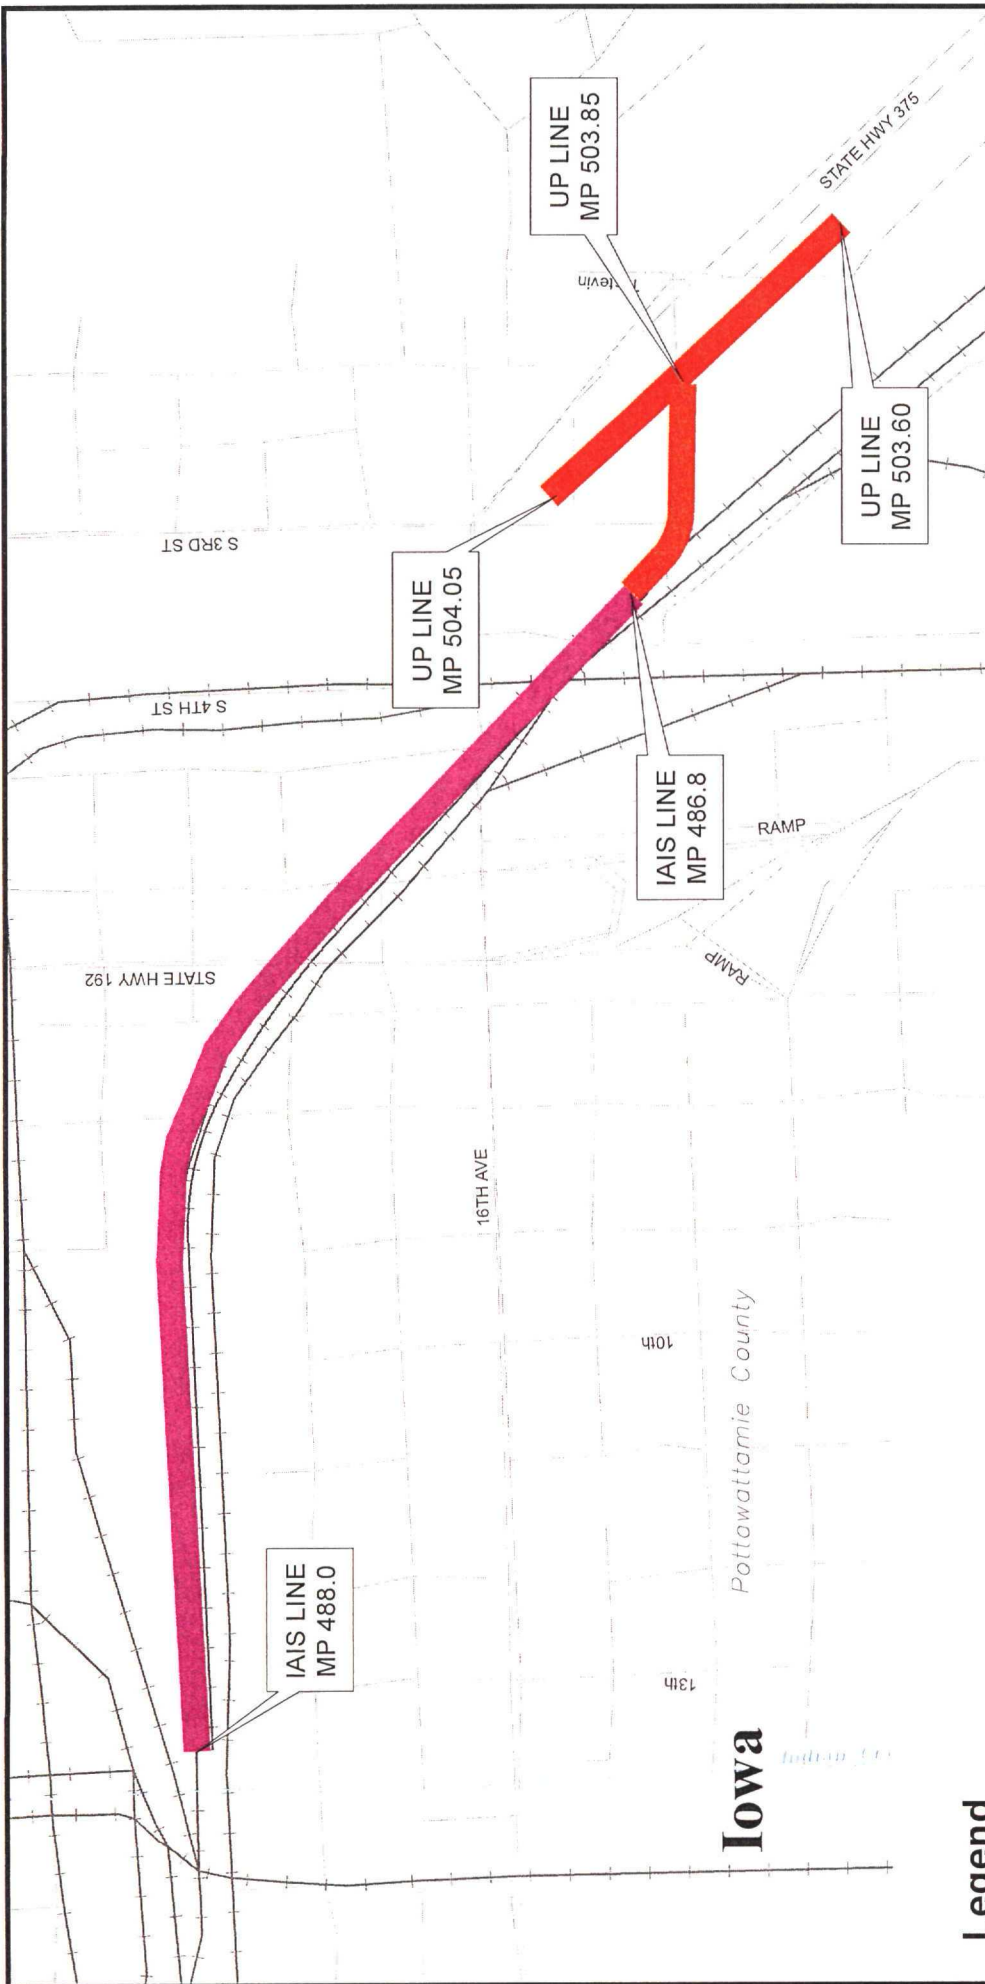 UP LINE
MP 503.85
STATE HWY 375
UP LINE
MP 504.05
UP LINE
MP 503.60
S 3RD ST
S 4TH ST
IAIS LINE
MP 486.8
RAMP
RAMP
STATE HWY 192
16TH AVE
10th
Pottawattamie County
IAIS LINE
MP 488.0
13th
Iowa
Legend